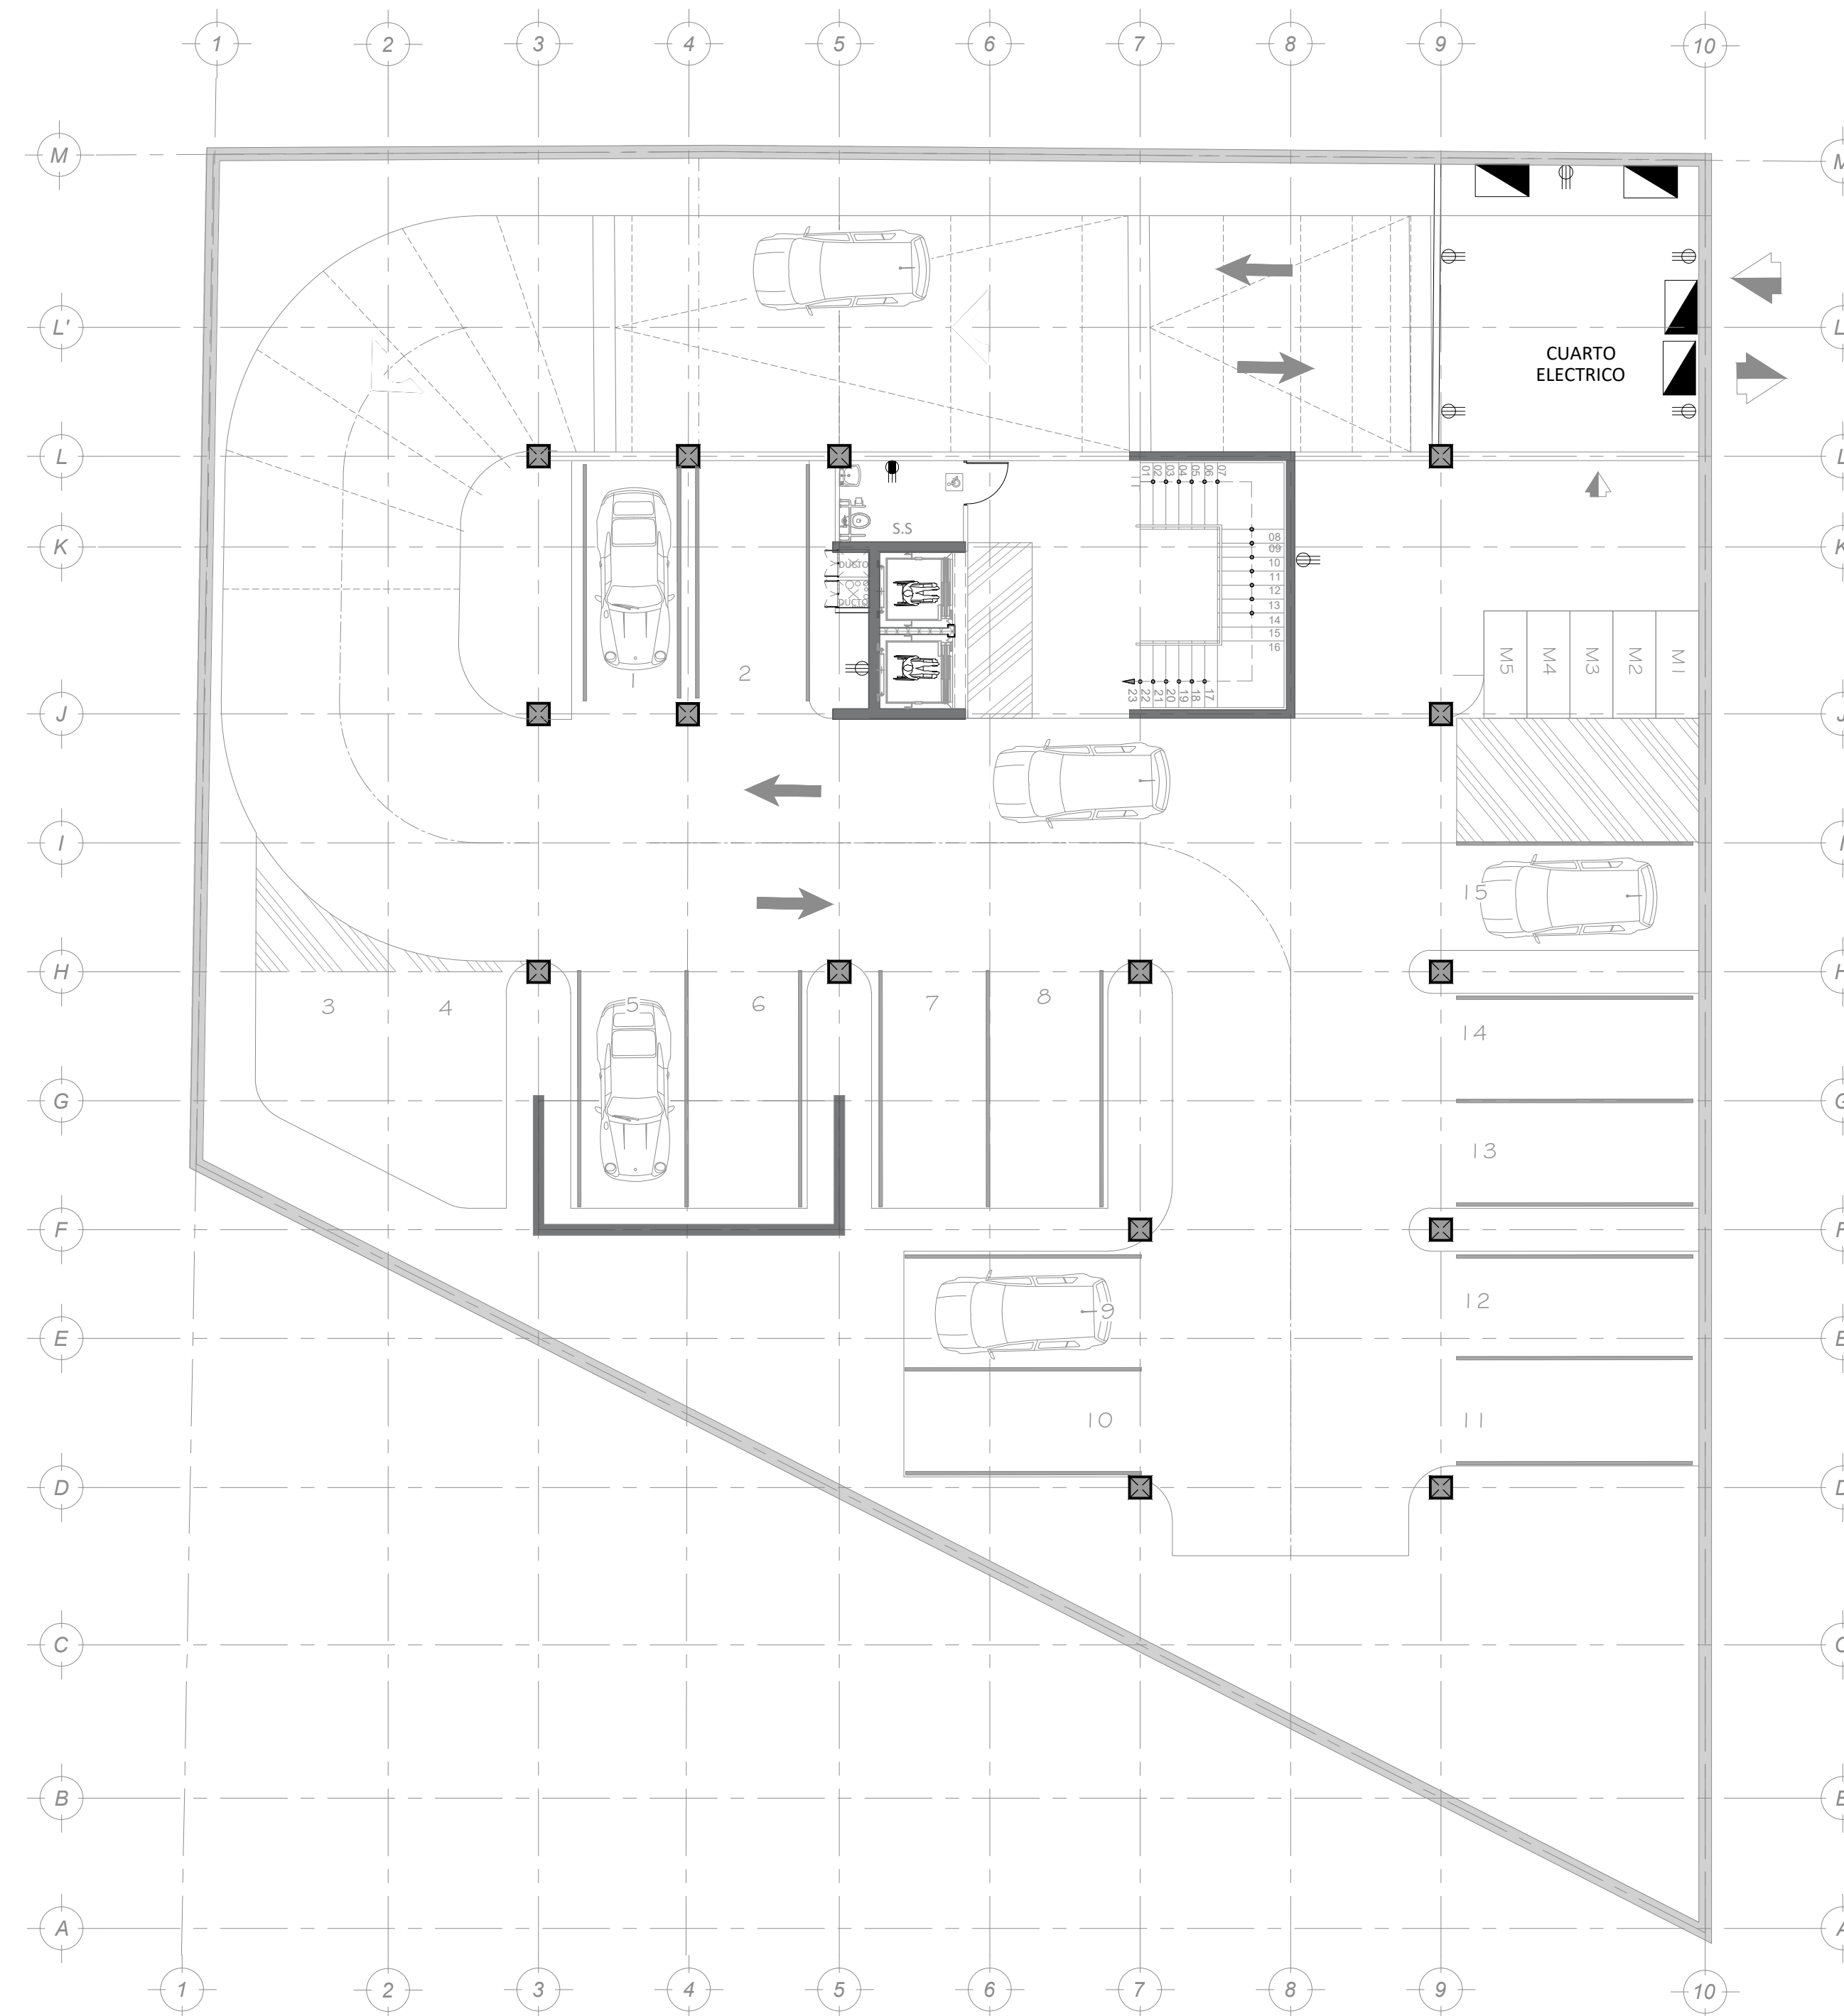 1 2 3 4 5 6 7 8 9 10
M M
L' L
CUARTO
ELECTRICO
L L
01 02 03 04 05 06 07
S.S
K K
08
09
10
11
12
13
14
15
16
DUCTO
DUCTO
M5 M4 M3 M2 M1
1 2
23 22 21 20 19 18 17
J J
I I
15
H H
3 4 5 6 7 8
14
G G
13
F F
12
9
E E
10 11
D D
C C
B B
A A
1 2 3 4 5 6 7 8 9 10